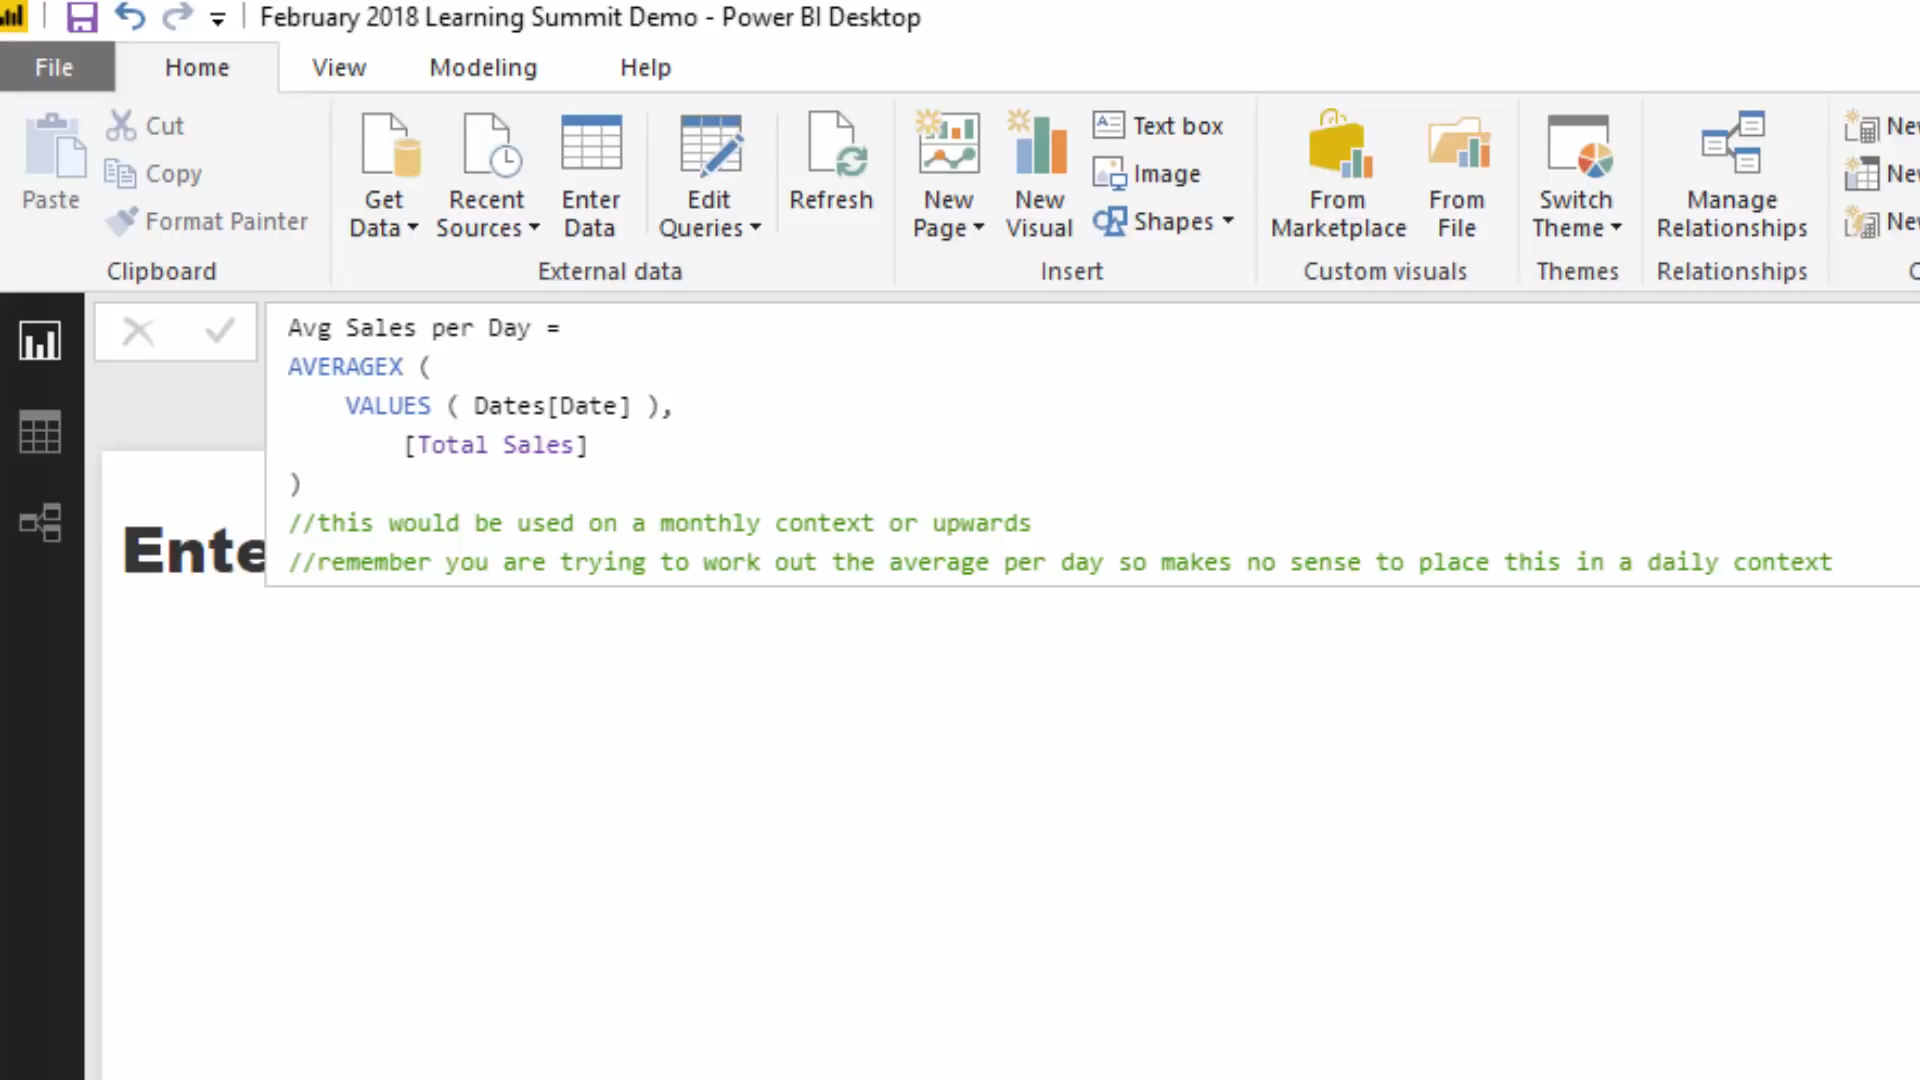 February 2018 Learning Summit Demo - Power BI Desktop
File Home View Modeling Help
Paste
Cut
Copy
Format Painter
Clipboard
Get Data
Recent Sources
Enter Data
Edit Queries
Refresh
External data
New Page
New Visual
Text box
Image
Shapes
Insert
From Marketplace
From File
Custom visuals
Switch Theme
Themes
Manage Relationships
Relationships
Avg Sales per Day =
AVERAGEX (
VALUES ( Dates[Date] ),
[Total Sales]
)
//this would be used on a monthly context or upwards
//remember you are trying to work out the average per day so makes no sense to place this in a daily context
Ente